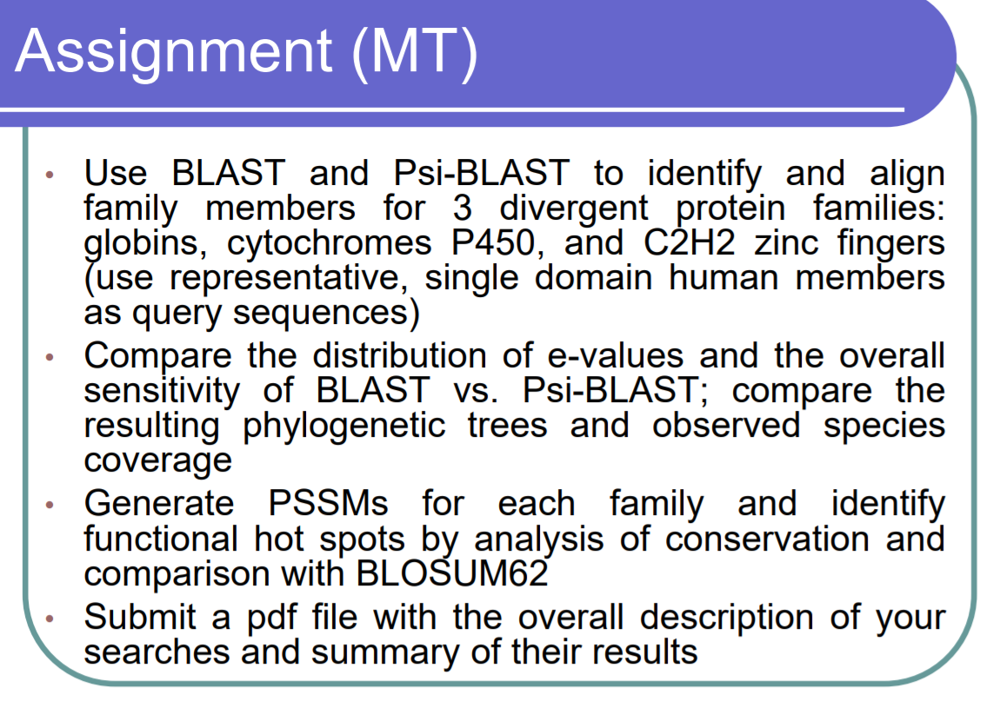 Assignment (MT)
• Use BLAST and Psi-BLAST to identify and align
family members for 3 divergent protein families:
globins, cytochromes P450, and C2H2 zinc fingers
(use representative, single domain human members
as query sequences)
• Compare the distribution of e-values and the overall
sensitivity of BLAST vs. Psi-BLAST; compare the
resulting phylogenetic trees and observed species
coverage
• Generate PSSMs for each family and identify
functional hot spots by analysis of conservation and
comparison with BLOSUM62
• Submit a pdf file with the overall description of your
searches and summary of their results